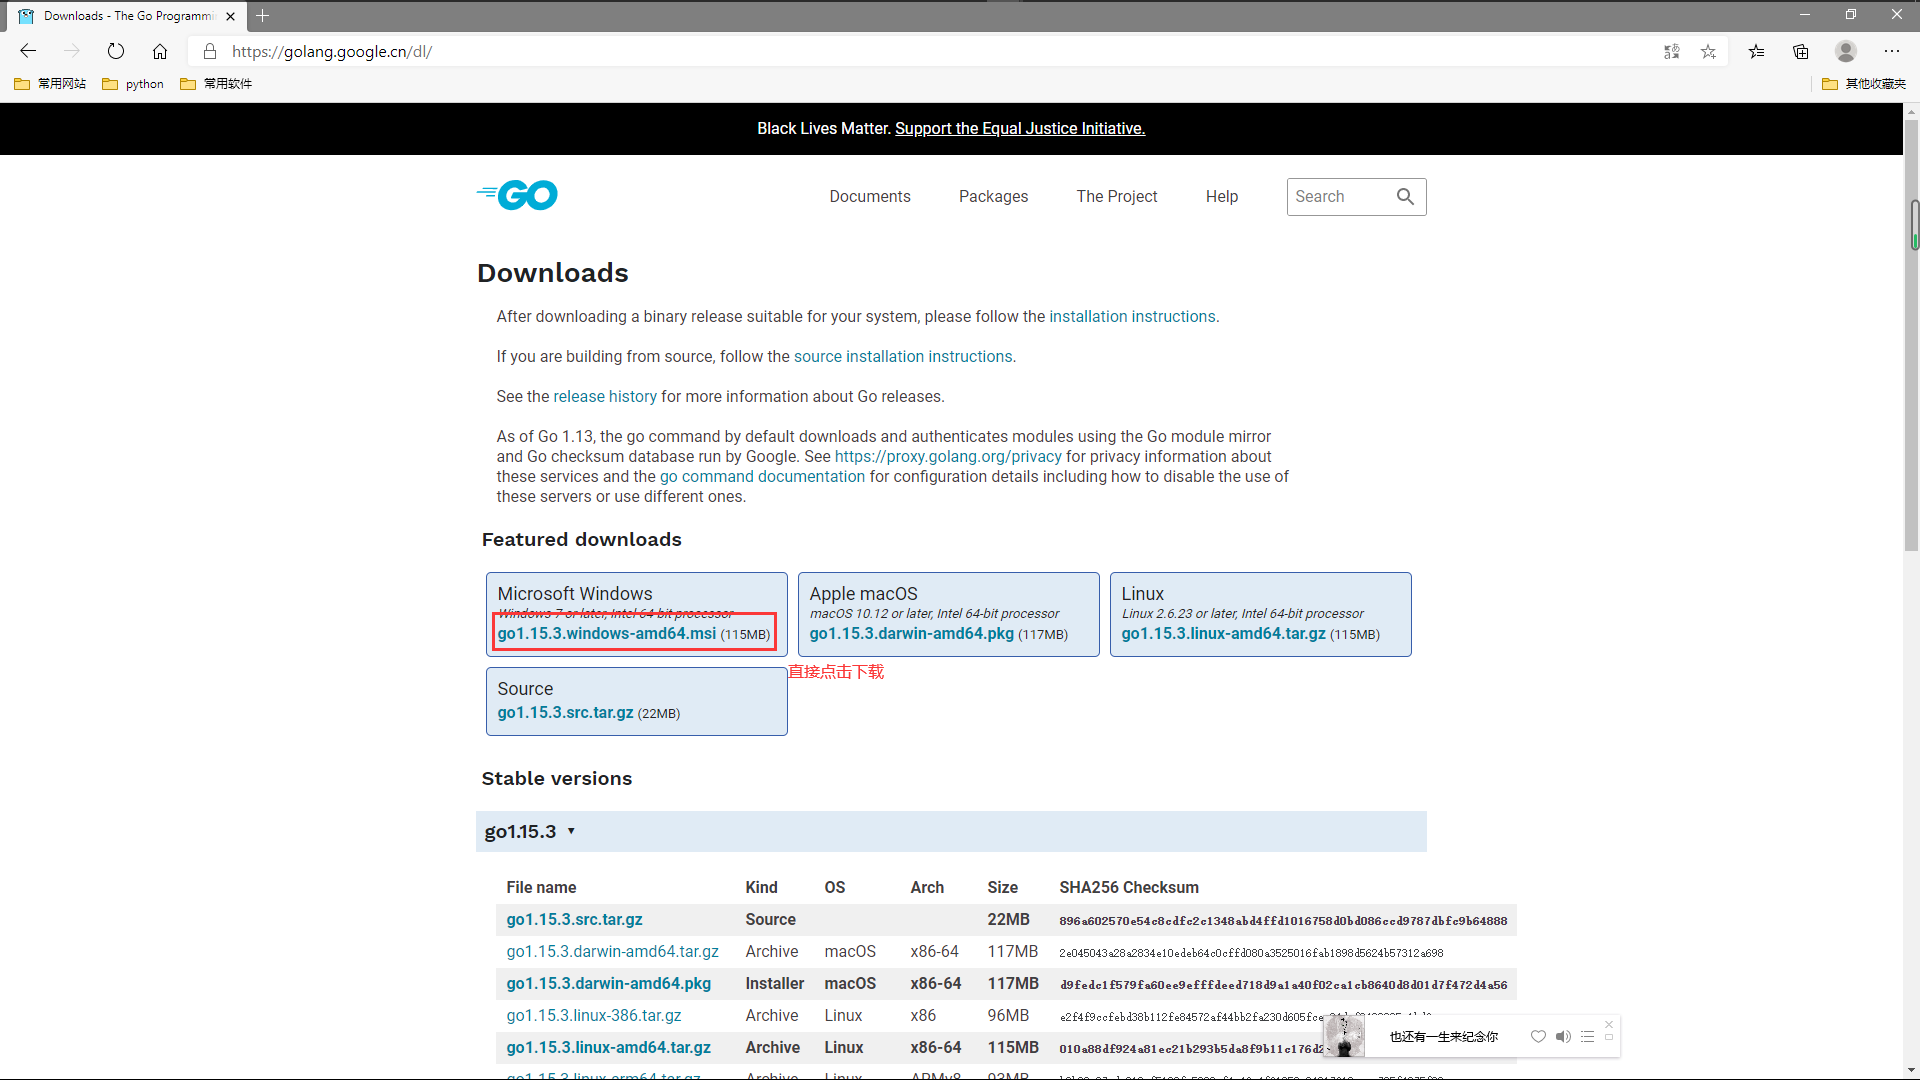 Downloads - The Go Programmi
https://golang.google.cn/dl/
常用网站
python
常用软件
其他收藏夹
Black Lives Matter. Support the Equal Justice Initiative.
GO
Documents
Packages
The Project
Help
Search
Downloads
After downloading a binary release suitable for your system, please follow the installation instructions.
If you are building from source, follow the source installation instructions.
See the release history for more information about Go releases.
As of Go 1.13, the go command by default downloads and authenticates modules using the Go module mirror
and Go checksum database run by Google. See https://proxy.golang.org/privacy for privacy information about
these services and the go command documentation for configuration details including how to disable the use of
these servers or use different ones.
Featured downloads
Microsoft Windows
Windows 7 or later, Intel 64-bit processor
go1.15.3.windows-amd64.msi (115MB)
Apple macOS
macOS 10.12 or later, Intel 64-bit processor
go1.15.3.darwin-amd64.pkg (117MB)
Linux
Linux 2.6.23 or later, Intel 64-bit processor
go1.15.3.linux-amd64.tar.gz (115MB)
直接点击下载
Source
go1.15.3.src.tar.gz (22MB)
Stable versions
go1.15.3 ▾
File name Kind OS Arch Size SHA256 Checksum
go1.15.3.src.tar.gz Source 22MB 896a602570e54c8cdfc2c1348abd4ffd1016758d0bd086ccd9787dbfc9b64888
go1.15.3.darwin-amd64.tar.gz Archive macOS x86-64 117MB 2e045043a28a2834e10edeb64c0cffd080a3525016fab1898d5624b57312a698
go1.15.3.darwin-amd64.pkg Installer macOS x86-64 117MB d9fedc1f579fa60ee9efffdeed718d9a1a40f02ca1cb8640d8d01d7f472d4a56
go1.15.3.linux-386.tar.gz Archive Linux x86 96MB
也还有一生来纪念你
go1.15.3.linux-amd64.tar.gz Archive Linux x86-64 115MB
go1.15.3.linux-arm64.tar.gz Archive Linux ARMv8 93MB